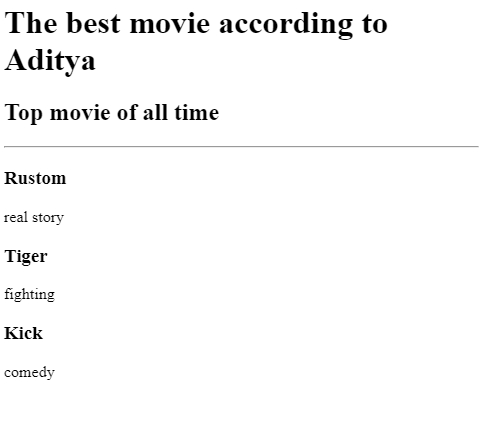 The best movie according to
Aditya
Top movie of all time
Rustom
real story
Tiger
fighting
Kick
comedy